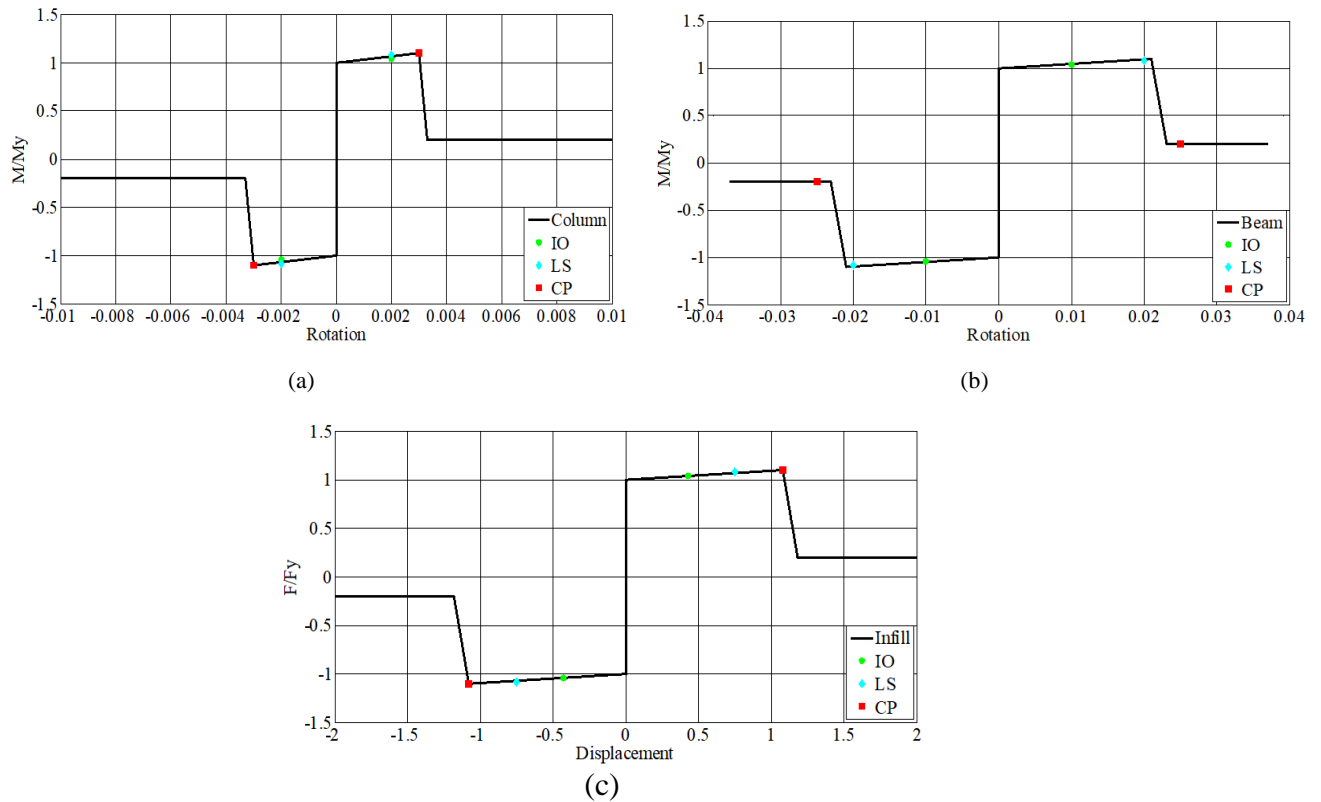 1.5
1
0.5
0
-0.5
-1
-1.5
M/My
-0.01 -0.008 -0.006 -0.004 -0.002 0 0.002 0.004 0.006 0.008 0.01
Rotation
Column
IO
LS
CP
(a)
1.5
1
0.5
0
-0.5
-1
-1.5
M/My
-0.04 -0.03 -0.02 -0.01 0 0.01 0.02 0.03 0.04
Rotation
Beam
IO
LS
CP
(b)
1.5
1
0.5
0
-0.5
-1
-1.5
F/Fy
-2 -1.5 -1 -0.5 0 0.5 1 1.5 2
Displacement
Infill
IO
LS
CP
(c)